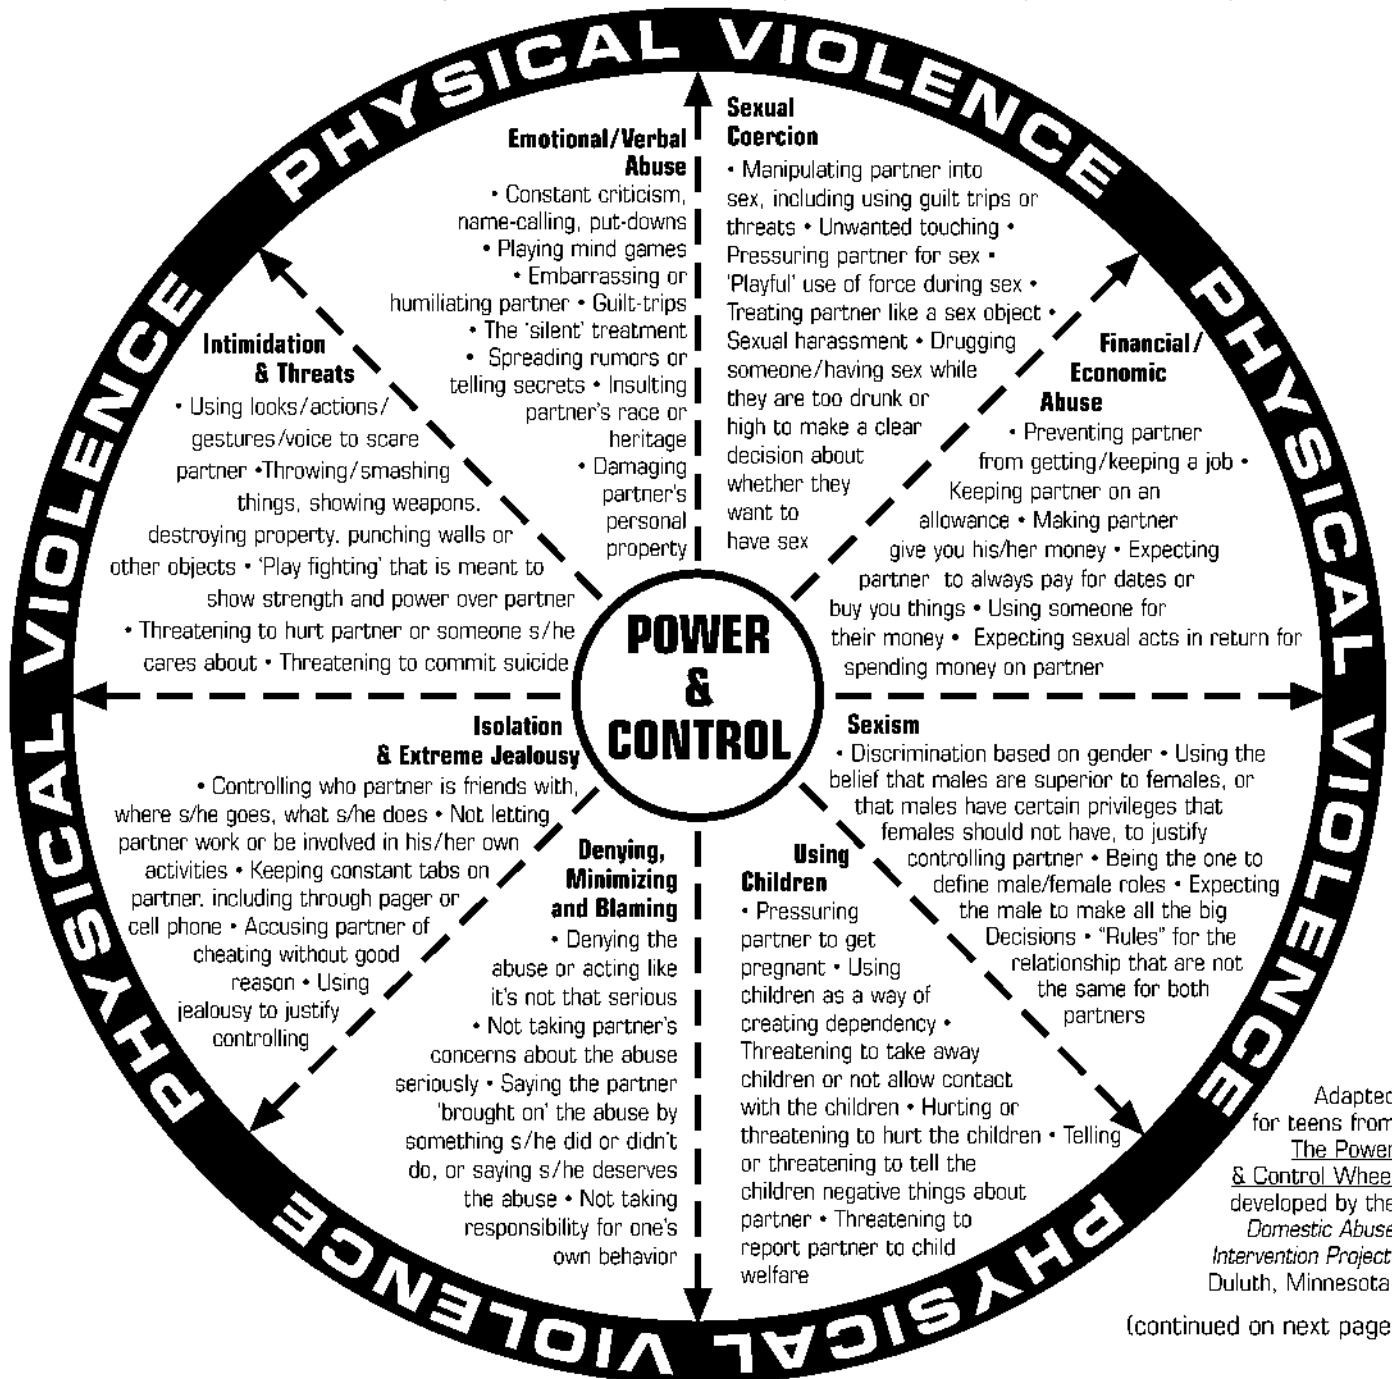 PHYSICAL VIOLENCE
PHYSICAL VIOLENCE
PHYSICAL VIOLENCE
PHYSICAL VIOLENCE
Emotional/Verbal
Abuse
• Constant criticism,
name-calling, put-downs
• Playing mind games
• Embarrassing or
humiliating partner • Guilt-trips
• The 'silent' treatment
• Spreading rumors or
telling secrets • Insulting
partner's race or
heritage
• Damaging
partner's
personal
property
Sexual
Coercion
• Manipulating partner into
sex, including using guilt trips or
threats • Unwanted touching •
Pressuring partner for sex •
'Playful' use of force during sex •
Treating partner like a sex object •
Sexual harassment • Drugging
someone/having sex while
they are too drunk or
high to make a clear
decision about
whether they
want to
have sex
Financial/
Economic
Abuse
• Preventing partner
from getting/keeping a job •
Keeping partner on an
allowance • Making partner
give you his/her money • Expecting
partner to always pay for dates or
buy you things • Using someone for
their money • Expecting sexual acts in return for
spending money on partner
Intimidation
& Threats
• Using looks/actions/
gestures/voice to scare
partner •Throwing/smashing
things, showing weapons.
destroying property. punching walls or
other objects • 'Play fighting' that is meant to
show strength and power over partner
• Threatening to hurt partner or someone s/he
cares about • Threatening to commit suicide
POWER
&
CONTROL
Isolation
& Extreme Jealousy
• Controlling who partner is friends with,
where s/he goes, what s/he does • Not letting
partner work or be involved in his/her own
activities • Keeping constant tabs on
partner. including through pager or
cell phone • Accusing partner of
cheating without good
reason • Using
jealousy to justify
controlling
Denying,
Minimizing
and Blaming
• Denying the
abuse or acting like
it's not that serious
• Not taking partner's
concerns about the abuse
seriously • Saying the partner
'brought on' the abuse by
something s/he did or didn't
do, or saying s/he deserves
the abuse • Not taking
responsibility for one's
own behavior
Using
Children
• Pressuring
partner to get
pregnant • Using
children as a way of
creating dependency •
Threatening to take away
children or not allow contact
with the children • Hurting or
threatening to hurt the children • Telling
or threatening to tell the
children negative things about
partner • Threatening to
report partner to child
welfare
Sexism
• Discrimination based on gender • Using the
belief that males are superior to females, or
that males have certain privileges that
females should not have, to justify
controlling partner • Being the one to
define male/female roles • Expecting
the male to make all the big
Decisions • "Rules" for the
relationship that are not
the same for both
partners
Adapted
for teens from
The Power
& Control Wheel
developed by the
Domestic Abuse
Intervention Project
Duluth, Minnesota
(continued on next page